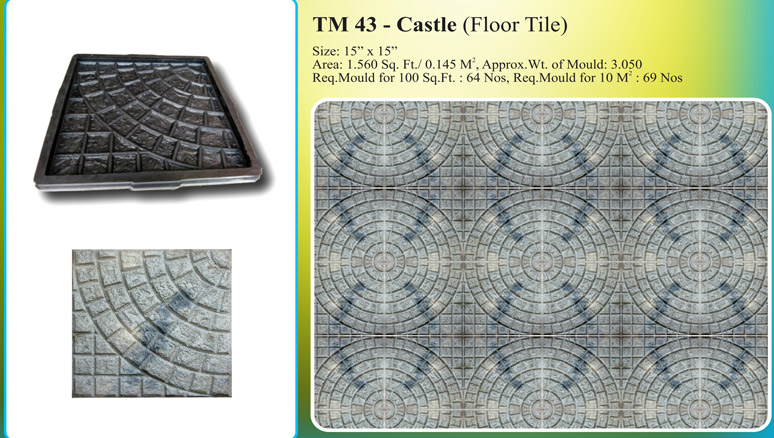 TM 43 - Castle (Floor Tile)
Size: 15” x 15”
Area: 1.560 Sq. Ft./ 0.145 M², Approx.Wt. of Mould: 3.050
Req.Mould for 100 Sq.Ft. : 64 Nos, Req.Mould for 10 M² : 69 Nos